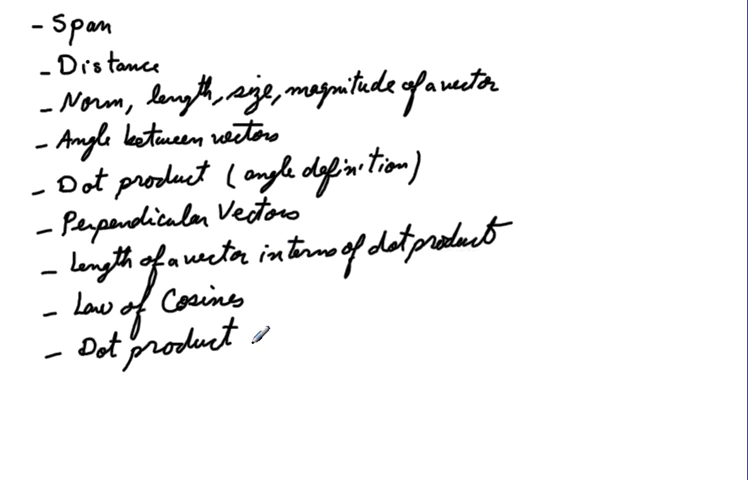 - Span
- Distance
- Norm, length, size, magnitude of a vector
- Angle between vectors
- Dot product (angle definition)
- Perpendicular Vectors
- Length of a vector in terms of dot product
- Law of Cosines
- Dot product